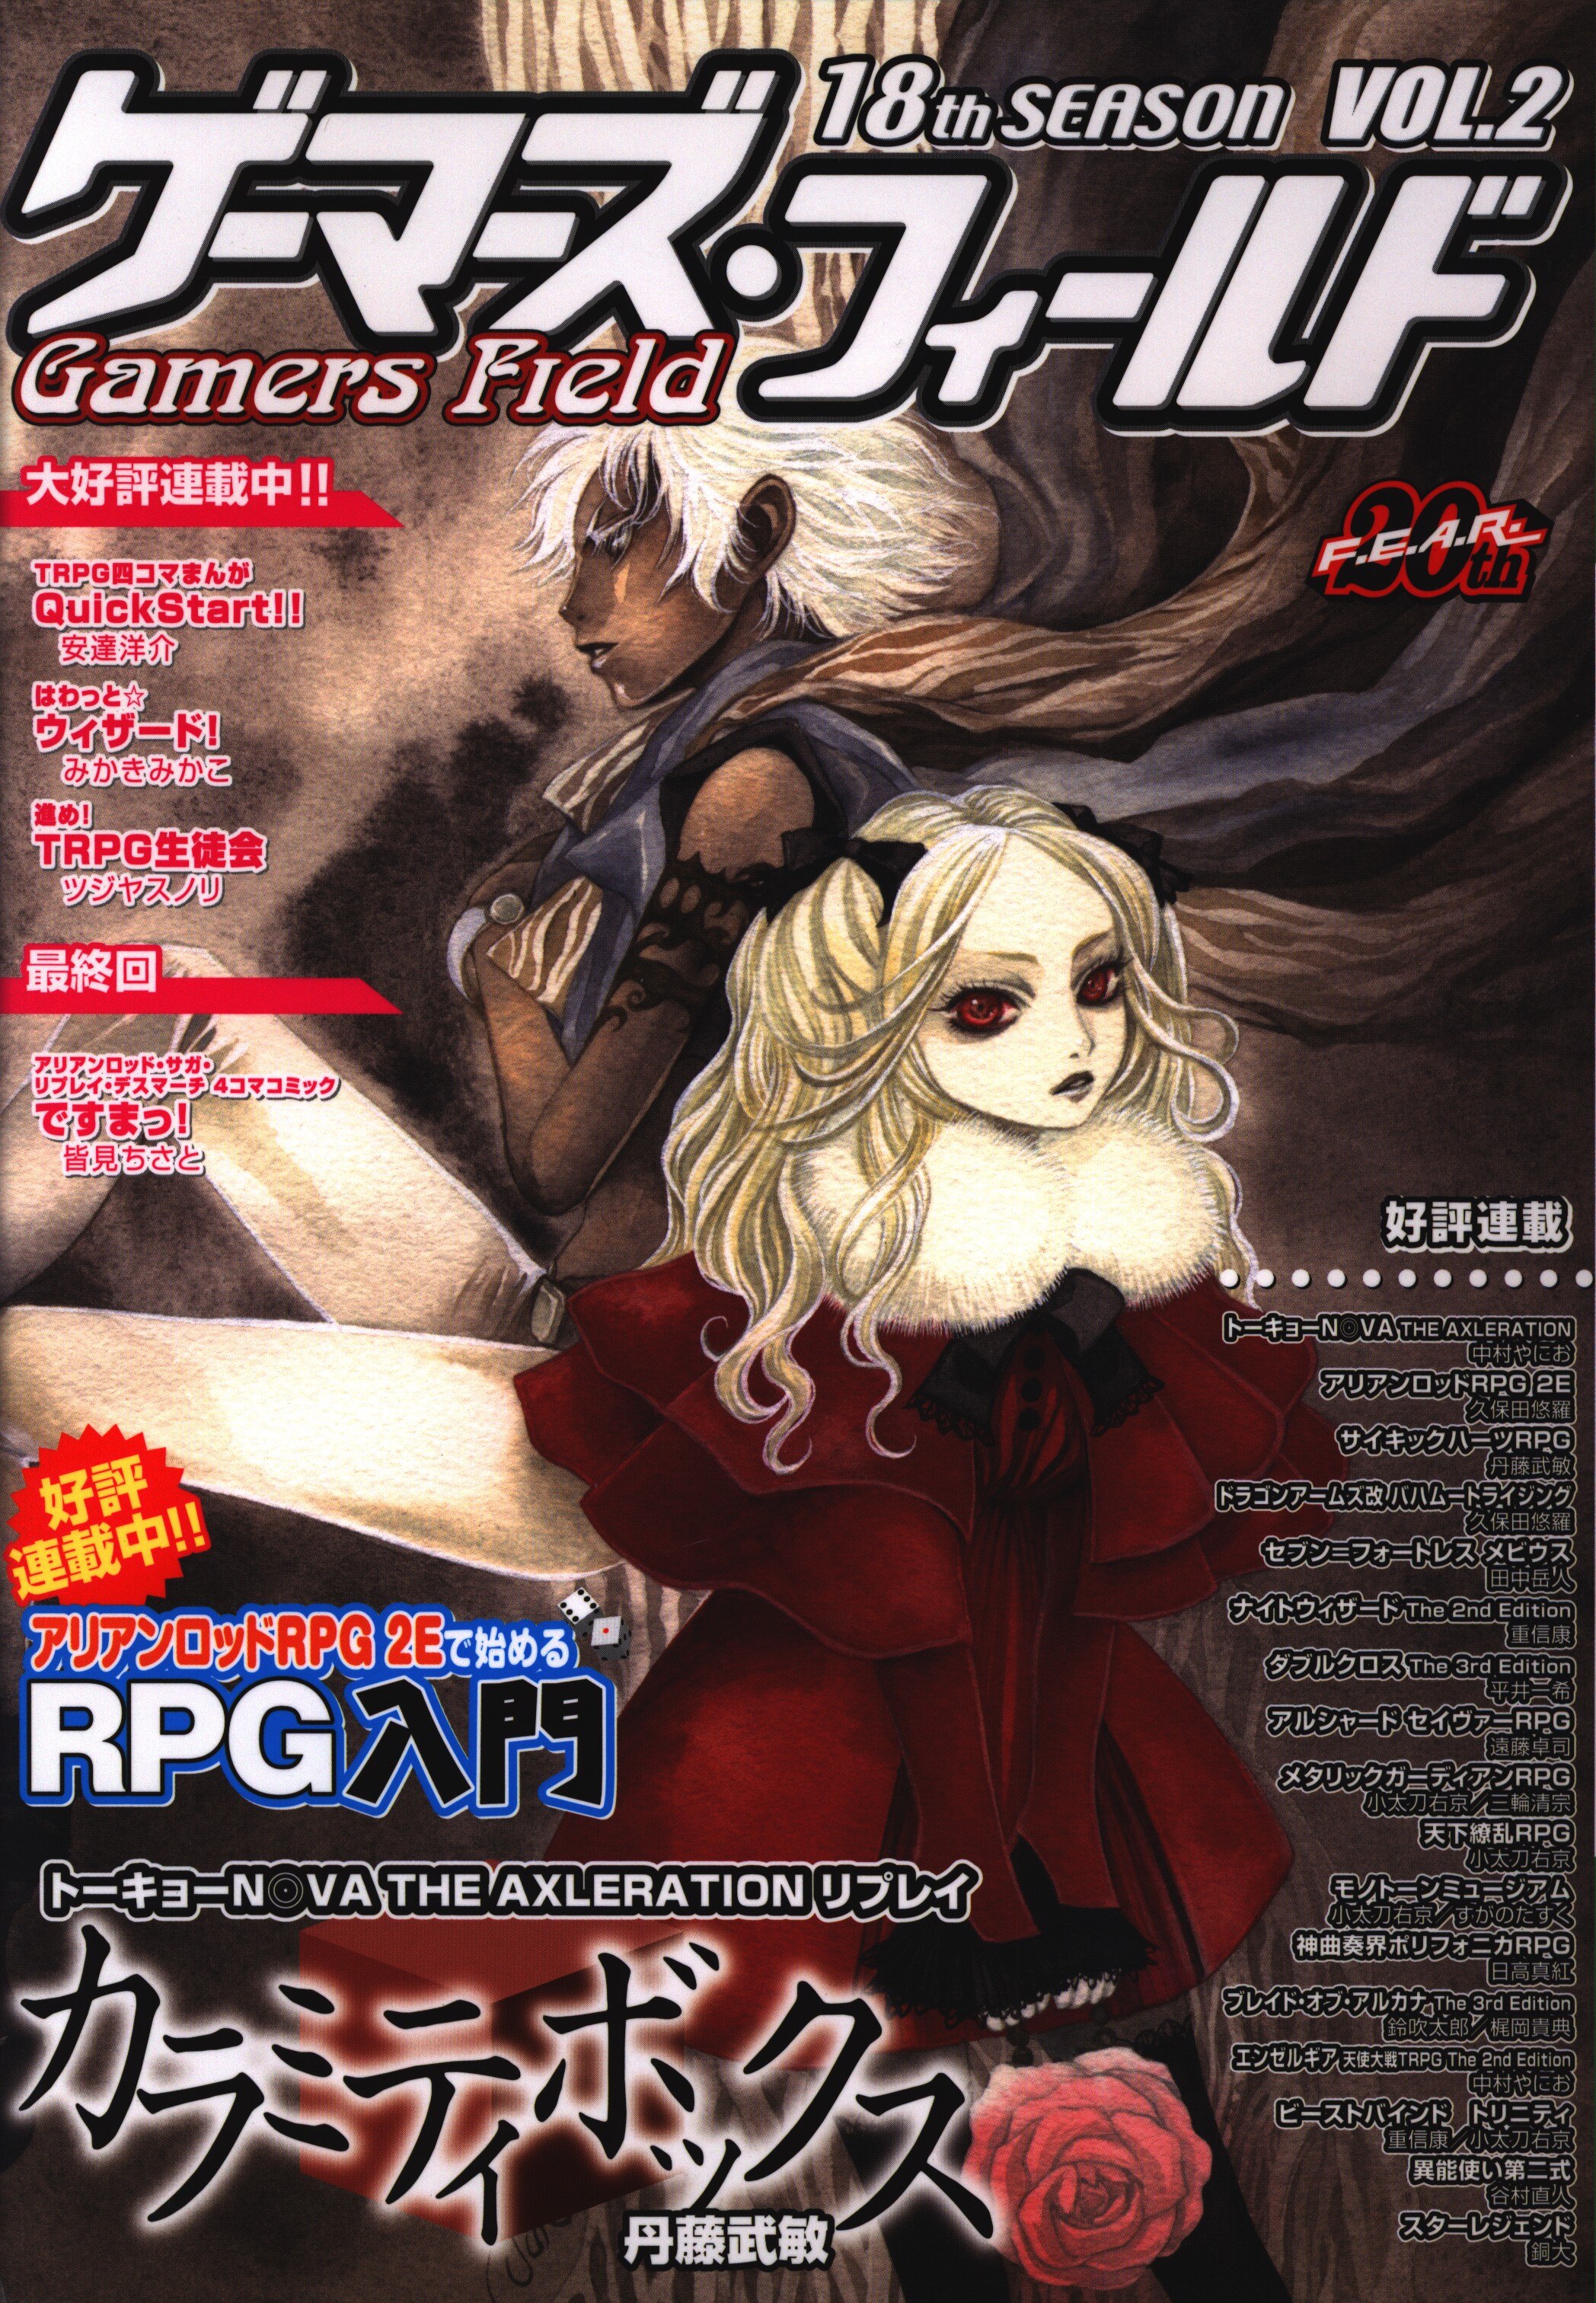 18th SEASON VOL.2
ゲーマーズ・フィールド
Gamers Field
F.E.A.R.
20th
大好評連載中!!
TRPG四コマまんが
QuickStart!!
安達洋介
はわっと☆
ウィザード!
みかきみかこ
進め!
TRPG生徒会
ツジヤスノリ
最終回
アリアンロッド・サガ・
リプレイ・デスマーチ 4コマコミック
ですまっ!
皆見ちさと
好評
連載中!!
アリアンロッドRPG 2Eで始める
RPG入門
トーキョーN◎VA THE AXLERATION リプレイ
カラミティボックス
丹藤武敏
好評連載
トーキョーN◎VA THE AXLERATION
中村やにお
アリアンロッドRPG 2E
久保田悠羅
サイキックハーツRPG
丹藤武敏
ドラゴンアームズ改 バハムートライジング
久保田悠羅
セブン=フォートレス メビウス
田中岳人
ナイトウィザード The 2nd Edition
重信康
ダブルクロス The 3rd Edition
平井一希
アルシャード セイヴァーRPG
遠藤卓司
メタリックガーディアンRPG
小太刀右京/三輪清宗
天下繚乱RPG
小太刀右京
モノトーンミュージアム
小太刀右京/すがのたすく
神曲奏界ポリフォニカRPG
日高真紅
ブレイド・オブ・アルカナ The 3rd Edition
鈴吹太郎/梶岡貴典
エンゼルギア 天使大戦TRPG The 2nd Edition
中村やにお
ビーストバインド トリニティ
重信康/小太刀右京
異能使い第二式
谷村直人
スターレジェンド
銅大